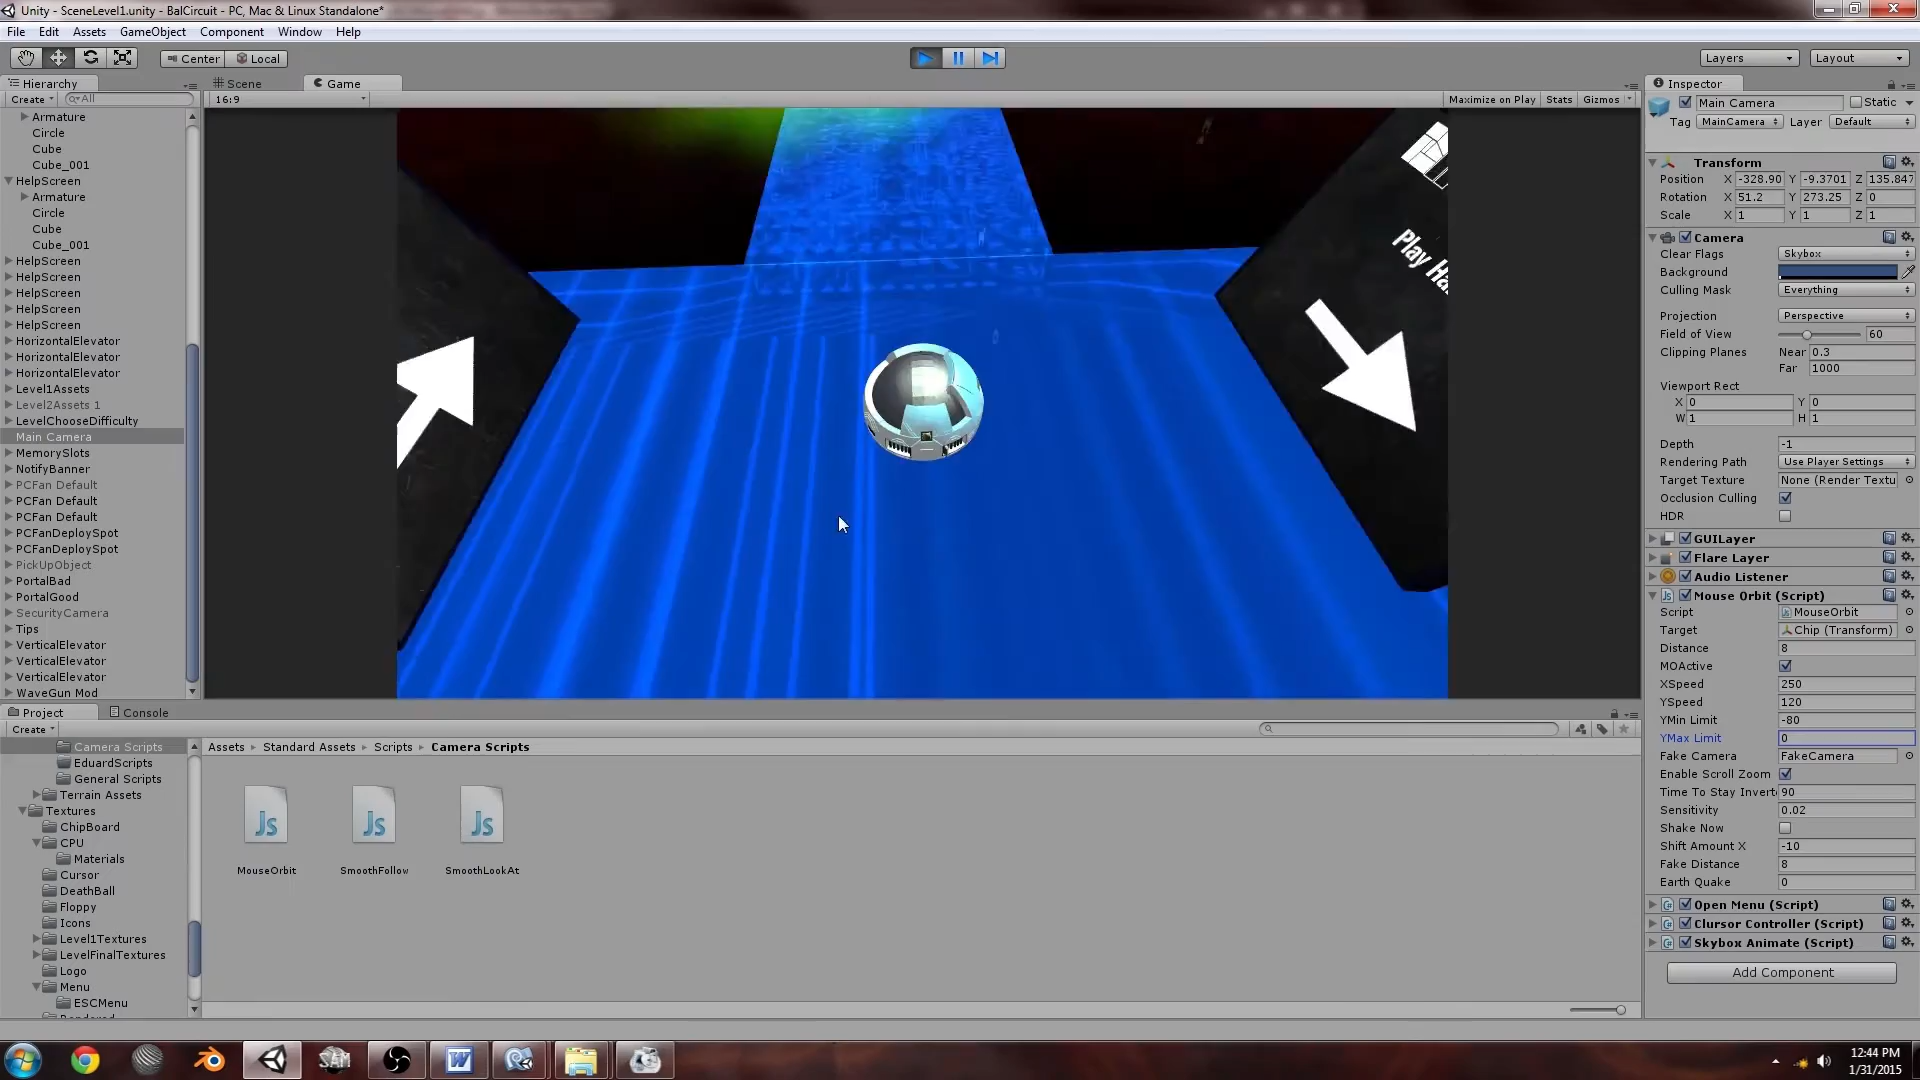 Unity - SceneLevel1.unity - BalCircuit - PC, Mac & Linux Standalone*
File Edit Assets GameObject Component Window Help
Center Local Layers Layout
Hierarchy
Create All
Armature
Circle
Cube
Cube_001
HelpScreen
Armature
Circle
Cube
Cube_001
HelpScreen
HelpScreen
HelpScreen
HelpScreen
HelpScreen
HorizontalElevator
HorizontalElevator
HorizontalElevator
Level1Assets
Level2Assets 1
LevelChooseDifficulty
Main Camera
MemorySlots
NotifyBanner
PCFan Default
PCFan Default
PCFan Default
PCFanDeploySpot
PCFanDeploySpot
PickUpObject
PortalBad
PortalGood
SecurityCamera
Tips
VerticalElevator
VerticalElevator
VerticalElevator
WaveGun Mod
Scene Game
16:9 Maximize on Play Stats Gizmos
Play Ha
Inspector
Main Camera Static
Tag MainCamera Layer Default
Transform
Position X -328.90 Y -9.3701 Z 135.847
Rotation X 51.2 Y 273.25 Z 0
Scale X 1 Y 1 Z 1
Camera
Clear Flags Skybox
Background
Culling Mask Everything
Projection Perspective
Field of View 60
Clipping Planes Near 0.3
Far 1000
Viewport Rect
X 0 Y 0
W 1 H 1
Depth -1
Rendering Path Use Player Settings
Target Texture None (Render Textu
Occlusion Culling
HDR
GUILayer
Flare Layer
Audio Listener
Mouse Orbit (Script)
Script MouseOrbit
Target Chip (Transform)
Distance 8
MOActive
XSpeed 250
YSpeed 120
YMin Limit -80
YMax Limit 0
Fake Camera FakeCamera
Enable Scroll Zoom
Time To Stay Inverte 90
Sensitivity 0.02
Shake Now
Shift Amount X -10
Fake Distance 8
Earth Quake 0
Open Menu (Script)
Clursor Controller (Script)
Skybox Animate (Script)
Add Component
Project Console
Create
Camera Scripts
EduardScripts
General Scripts
Terrain Assets
Textures
ChipBoard
CPU
Materials
Cursor
DeathBall
Floppy
Icons
Level1Textures
LevelFinalTextures
Logo
Menu
ESCMenu
Assets Standard Assets Scripts Camera Scripts
Js Js Js
MouseOrbit SmoothFollow SmoothLookAt
SAM
12:44 PM
1/31/2015